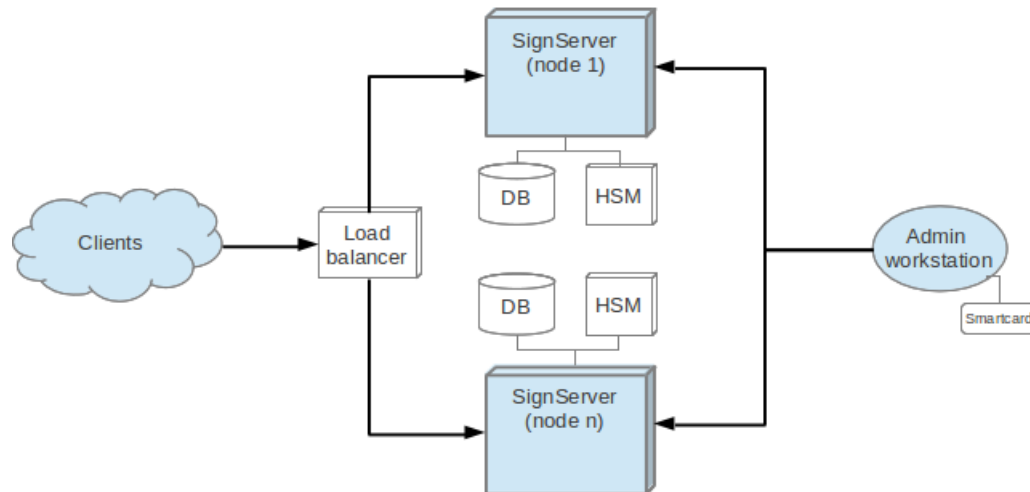 SignServer
(node 1)
DB
HSM
Clients
Load
balancer
Admin
workstation
Smartcard
DB
HSM
SignServer
(node n)